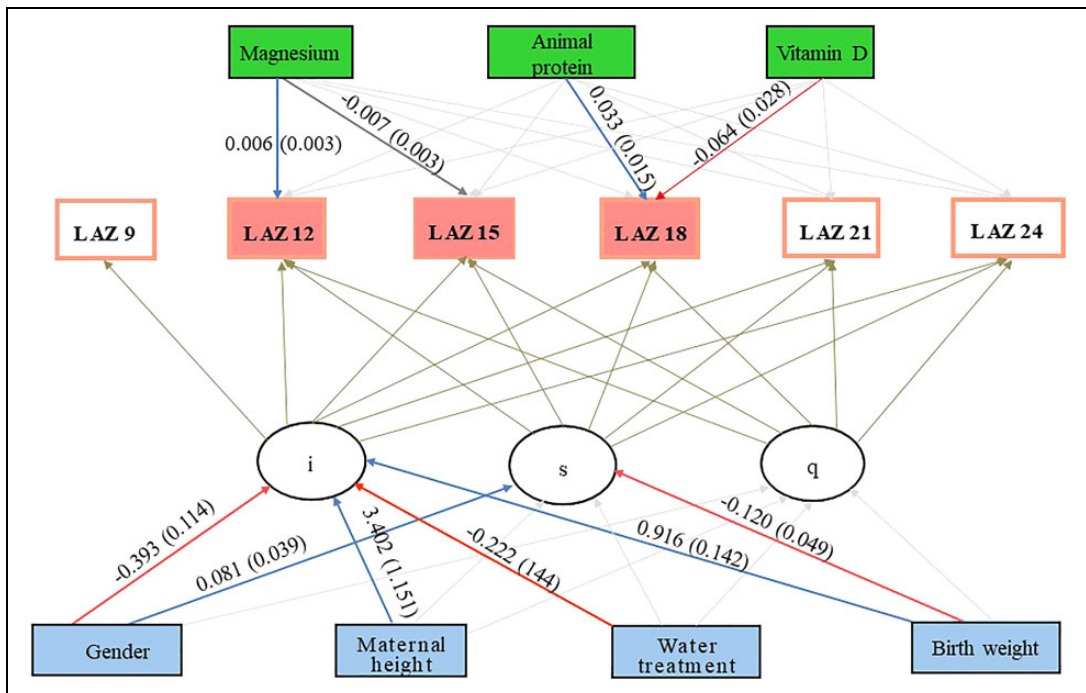 Magnesium
Animal
protein
Vitamin D
0.006 (0.003)
-0.007 (0.003)
0.033 (0.015)
-0.064 (0.028)
LAZ 9
LAZ 12
LAZ 15
LAZ 18
LAZ 21
LAZ 24
i
s
q
-0.393 (0.114)
0.081 (0.039)
3.402 (1.151)
-0.222 (144)
0.916 (0.142)
-0.120 (0.049)
Gender
Maternal
height
Water
treatment
Birth weight